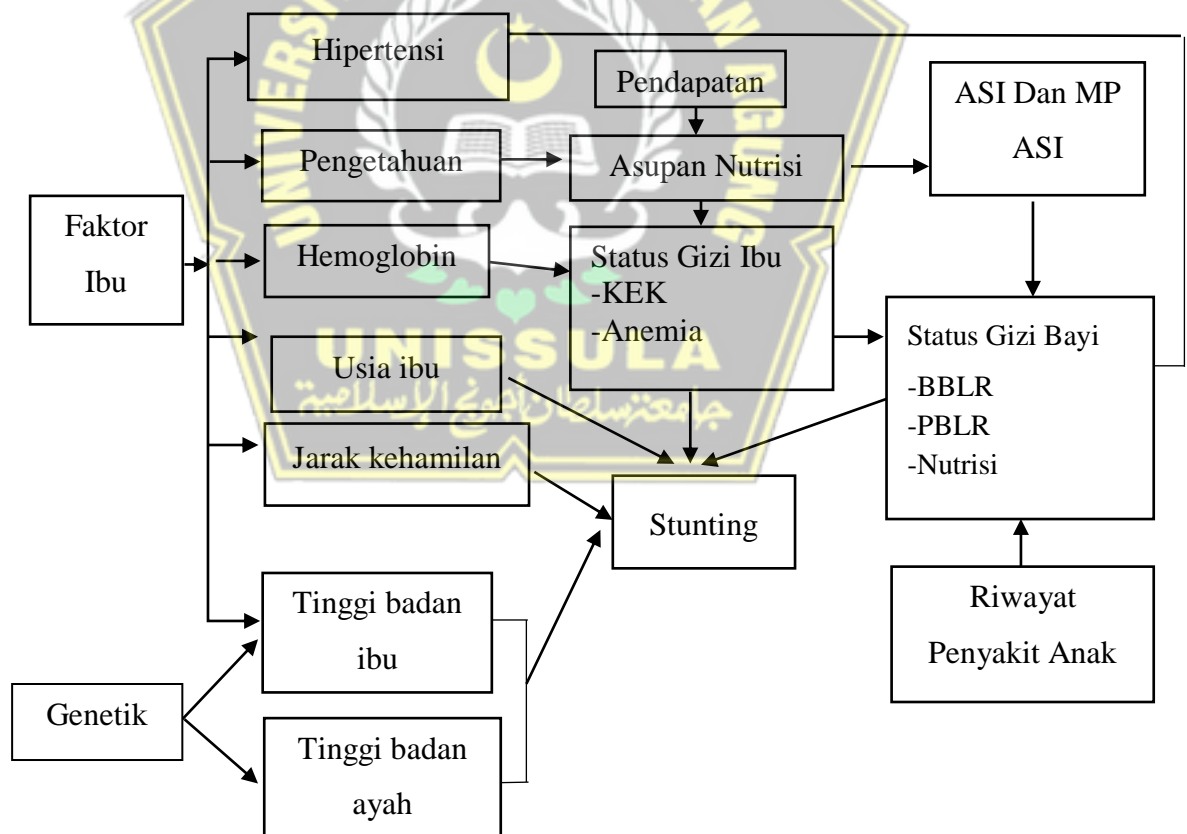 Hipertensi
Pendapatan
ASI Dan MP
ASI
Pengetahuan
Asupan Nutrisi
Faktor
Ibu
Hemoglobin
Status Gizi Ibu
-KEK
-Anemia
Usia ibu
Status Gizi Bayi
-BBLR
-PBLR
-Nutrisi
Jarak kehamilan
Stunting
Tinggi badan
ibu
Riwayat
Penyakit Anak
Genetik
Tinggi badan
ayah
UNISSULA
AGUNG